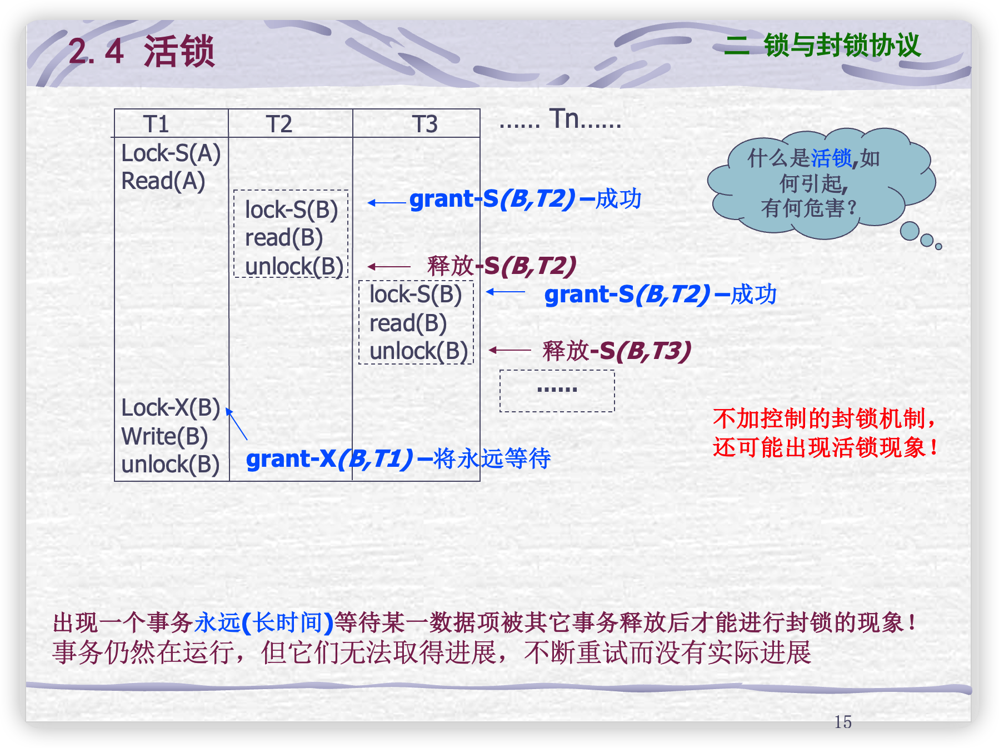 2.4 活锁
二 锁与封锁协议
T1 T2 T3 …… Tn……
Lock-S(A)
Read(A)
lock-S(B)
read(B)
unlock(B)
grant-S(B,T2) –成功
释放-S(B,T2)
lock-S(B)
read(B)
unlock(B)
grant-S(B,T2) –成功
释放-S(B,T3)
……
Lock-X(B)
Write(B)
unlock(B)
grant-X(B,T1) –将永远等待
什么是活锁,如
何引起,
有何危害?
不加控制的封锁机制，
还可能出现活锁现象！
出现一个事务永远(长时间)等待某一数据项被其它事务释放后才能进行封锁的现象！
事务仍然在运行，但它们无法取得进展，不断重试而没有实际进展
15